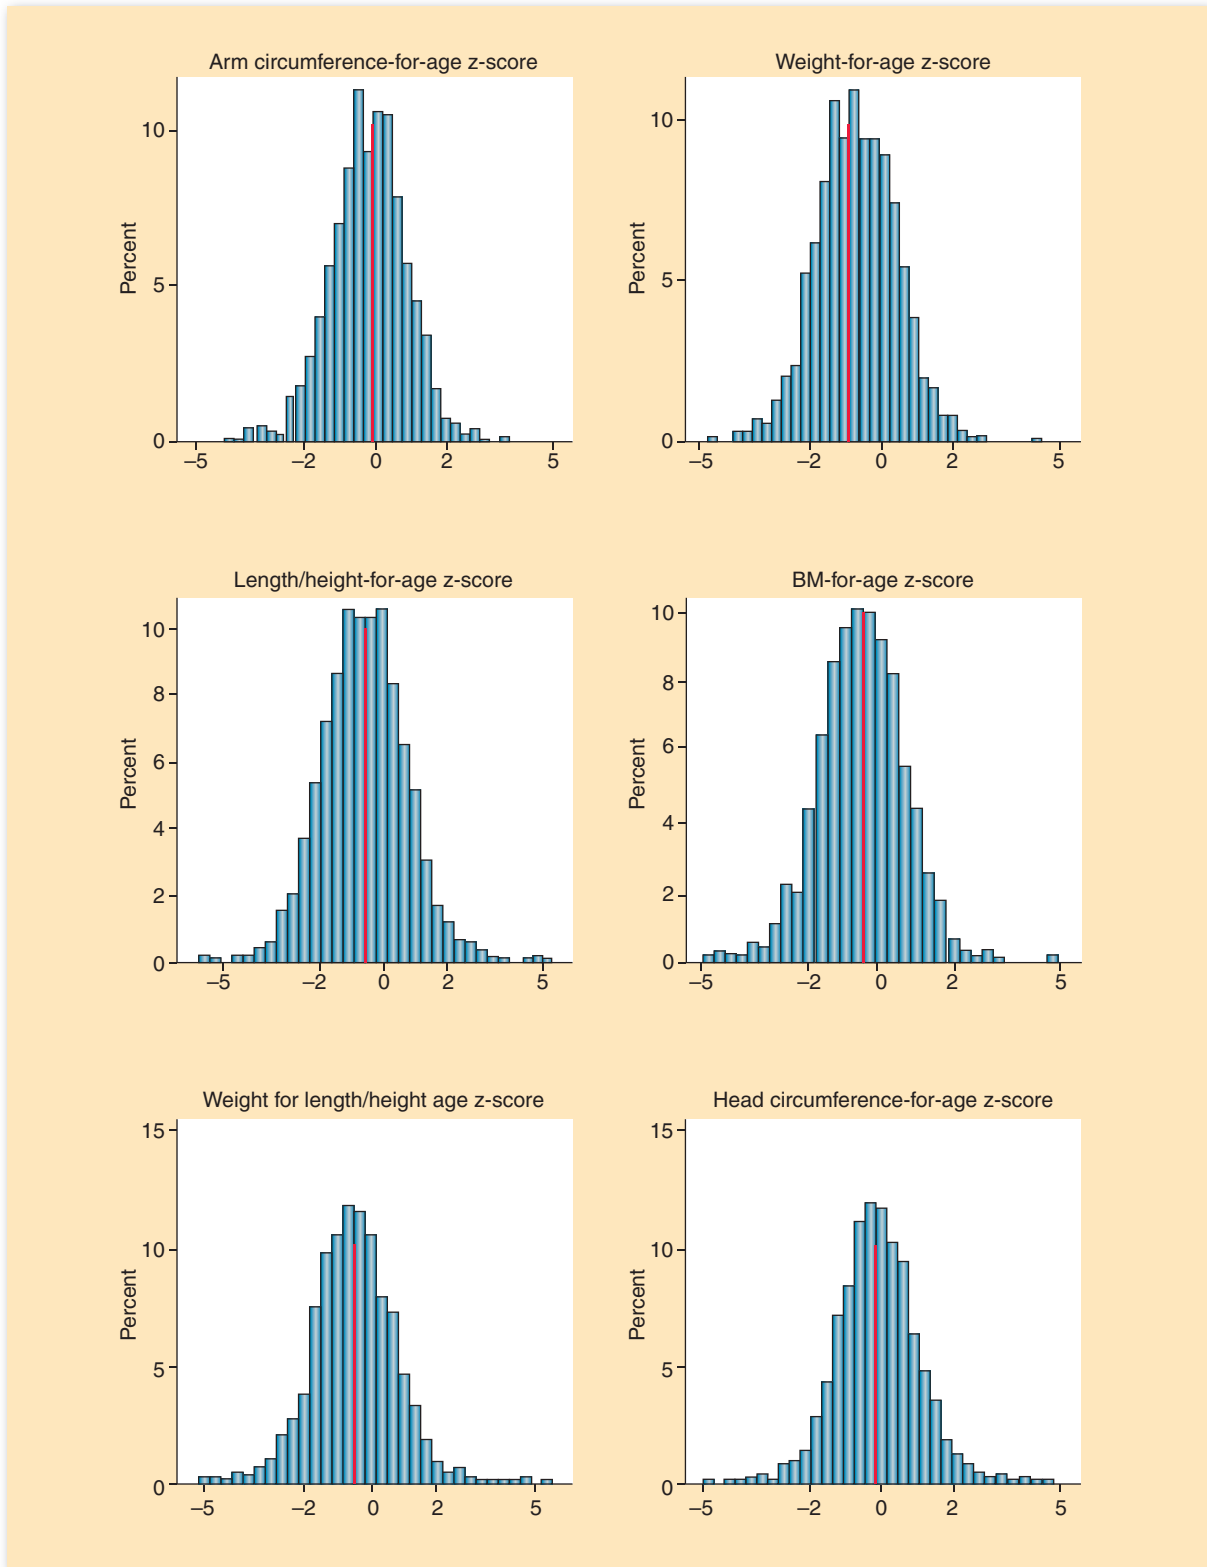 Arm circumference-for-age z-score
Percent
10
5
0
–5 –2 0 2 5
Weight-for-age z-score
Percent
10
5
0
–5 –2 0 2 5
Length/height-for-age z-score
Percent
10
8
6
4
2
0
–5 –2 0 2 5
BM-for-age z-score
Percent
10
8
6
4
2
0
–5 –2 0 2 5
Weight for length/height age z-score
Percent
15
10
5
0
–5 –2 0 2 5
Head circumference-for-age z-score
Percent
15
10
5
0
–5 –2 0 2 5